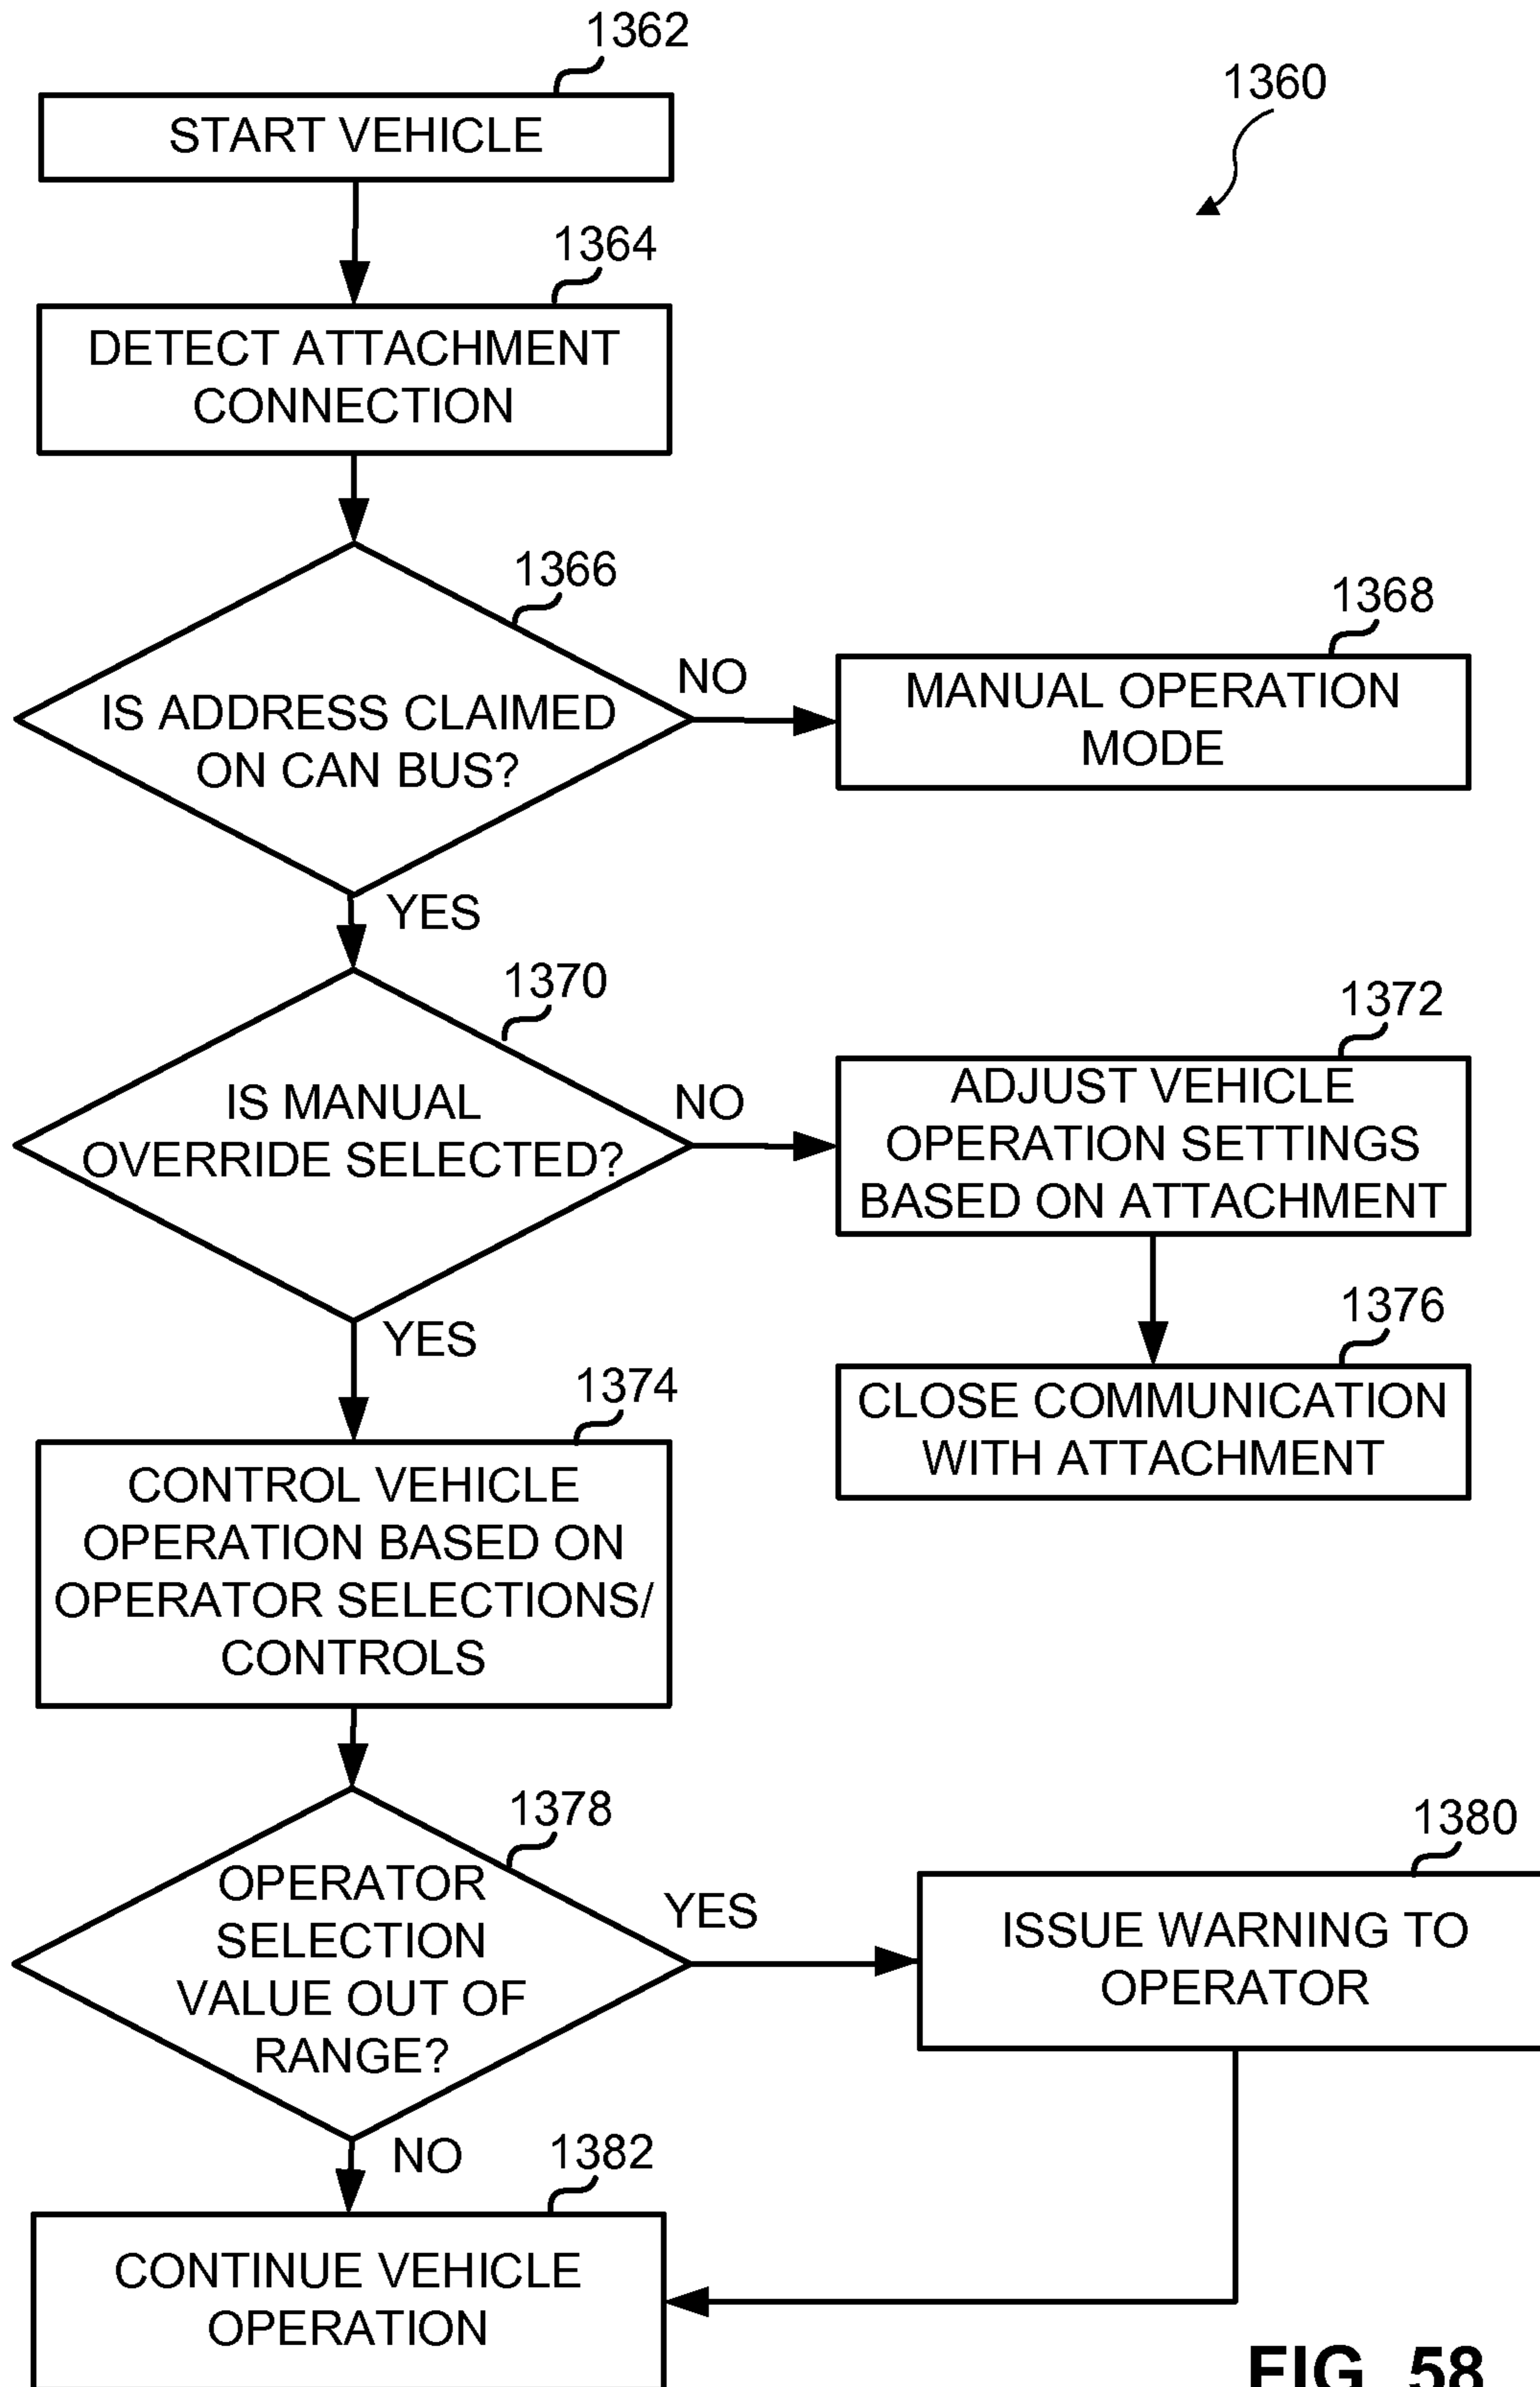 1362
START VEHICLE
1360
1364
DETECT ATTACHMENT
CONNECTION
1366
IS ADDRESS CLAIMED
ON CAN BUS?
NO
1368
MANUAL OPERATION
MODE
YES
1370
IS MANUAL
OVERRIDE SELECTED?
NO
1372
ADJUST VEHICLE
OPERATION SETTINGS
BASED ON ATTACHMENT
1376
CLOSE COMMUNICATION
WITH ATTACHMENT
YES
1374
CONTROL VEHICLE
OPERATION BASED ON
OPERATOR SELECTIONS/
CONTROLS
1378
OPERATOR
SELECTION
VALUE OUT OF
RANGE?
YES
1380
ISSUE WARNING TO
OPERATOR
NO
1382
CONTINUE VEHICLE
OPERATION
FIG. 58